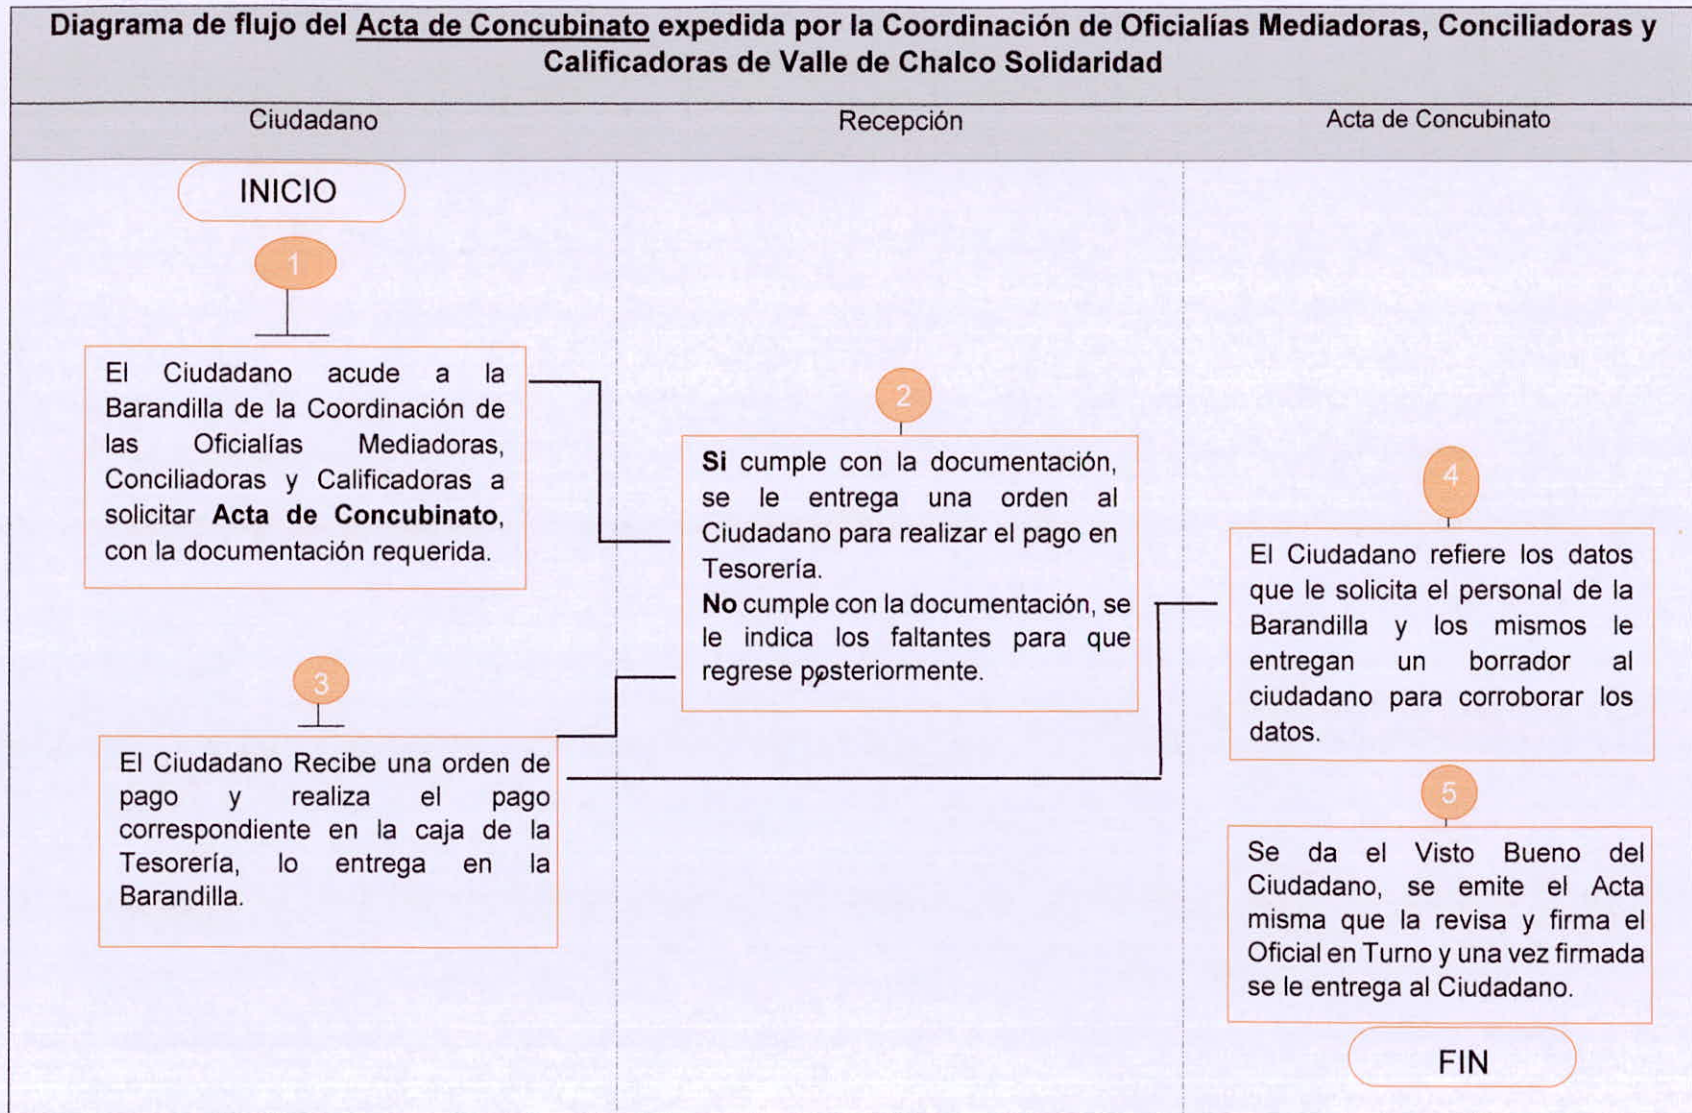 Diagrama de flujo del Acta de Concubinato expedida por la Coordinación de Oficialías Mediadoras, Conciliadoras y
Calificadoras de Valle de Chalco Solidaridad
Ciudadano
Recepción
Acta de Concubinato
INICIO
1
El Ciudadano acude a la
Barandilla de la Coordinación de
las Oficialías Mediadoras,
Conciliadoras y Calificadoras a
solicitar Acta de Concubinato,
con la documentación requerida.
2
Si cumple con la documentación,
se le entrega una orden al
Ciudadano para realizar el pago en
Tesorería.
No cumple con la documentación, se
le indica los faltantes para que
regrese posteriormente.
3
El Ciudadano Recibe una orden de
pago y realiza el pago
correspondiente en la caja de la
Tesorería, lo entrega en la
Barandilla.
4
El Ciudadano refiere los datos
que le solicita el personal de la
Barandilla y los mismos le
entregan un borrador al
ciudadano para corroborar los
datos.
5
Se da el Visto Bueno del
Ciudadano, se emite el Acta
misma que la revisa y firma el
Oficial en Turno y una vez firmada
se le entrega al Ciudadano.
FIN